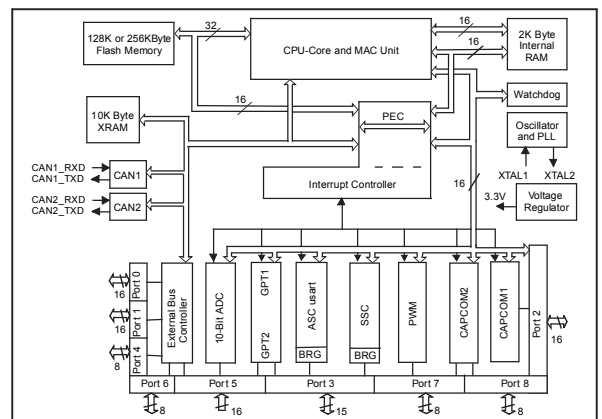 128K or 256KByte
Flash Memory
32
CPU-Core and MAC Unit
16
16
2K Byte
Internal
RAM
16
Watchdog
10K Byte
XRAM
PEC
Oscillator
and PLL
CAN1_RXD
CAN1_TXD
CAN1
XTAL1
XTAL2
16
Interrupt Controller
3.3V
Voltage
Regulator
CAN2_RXD
CAN2_TXD
CAN2
Port 0
16
Port 1
16
Port 4
8
External Bus
Controller
10-Bit ADC
GPT1
GPT2
ASC usart
BRG
SSC
BRG
PWM
CAPCOM2
CAPCOM1
Port 2
16
Port 6
Port 5
Port 3
Port 7
Port 8
8
16
15
8
8